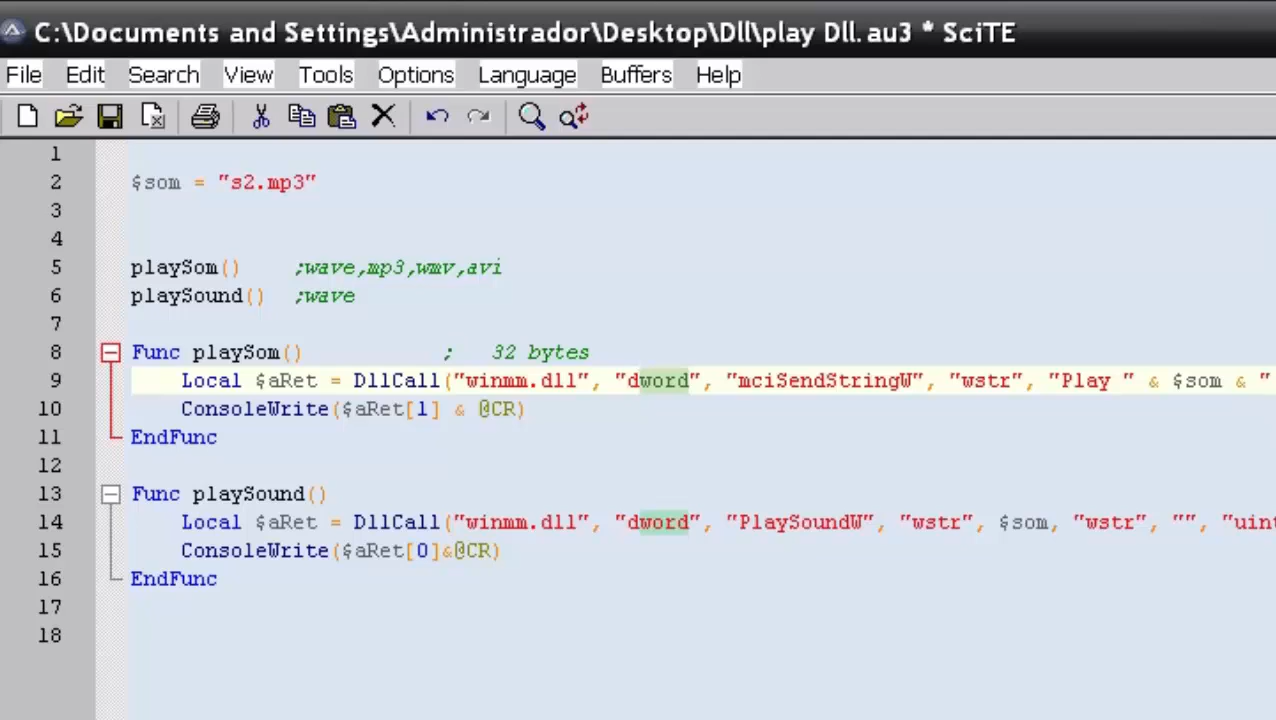 C:\Documents and Settings\Administrador\Desktop\Dll\play Dll.au3 * SciTE
File Edit Search View Tools Options Language Buffers Help
1
2 $som = "s2.mp3"
3
4
5 playSom() ;wave,mp3,wmv,avi
6 playSound() ;wave
7
8 Func playSom() ; 32 bytes
9 Local $aRet = DllCall("winmm.dll", "dword", "mciSendStringW", "wstr", "Play " & $som & "
10 ConsoleWrite($aRet[1] & @CR)
11 EndFunc
12
13 Func playSound()
14 Local $aRet = DllCall("winmm.dll", "dword", "PlaySoundW", "wstr", $som, "wstr", "", "uint
15 ConsoleWrite($aRet[0]&@CR)
16 EndFunc
17
18